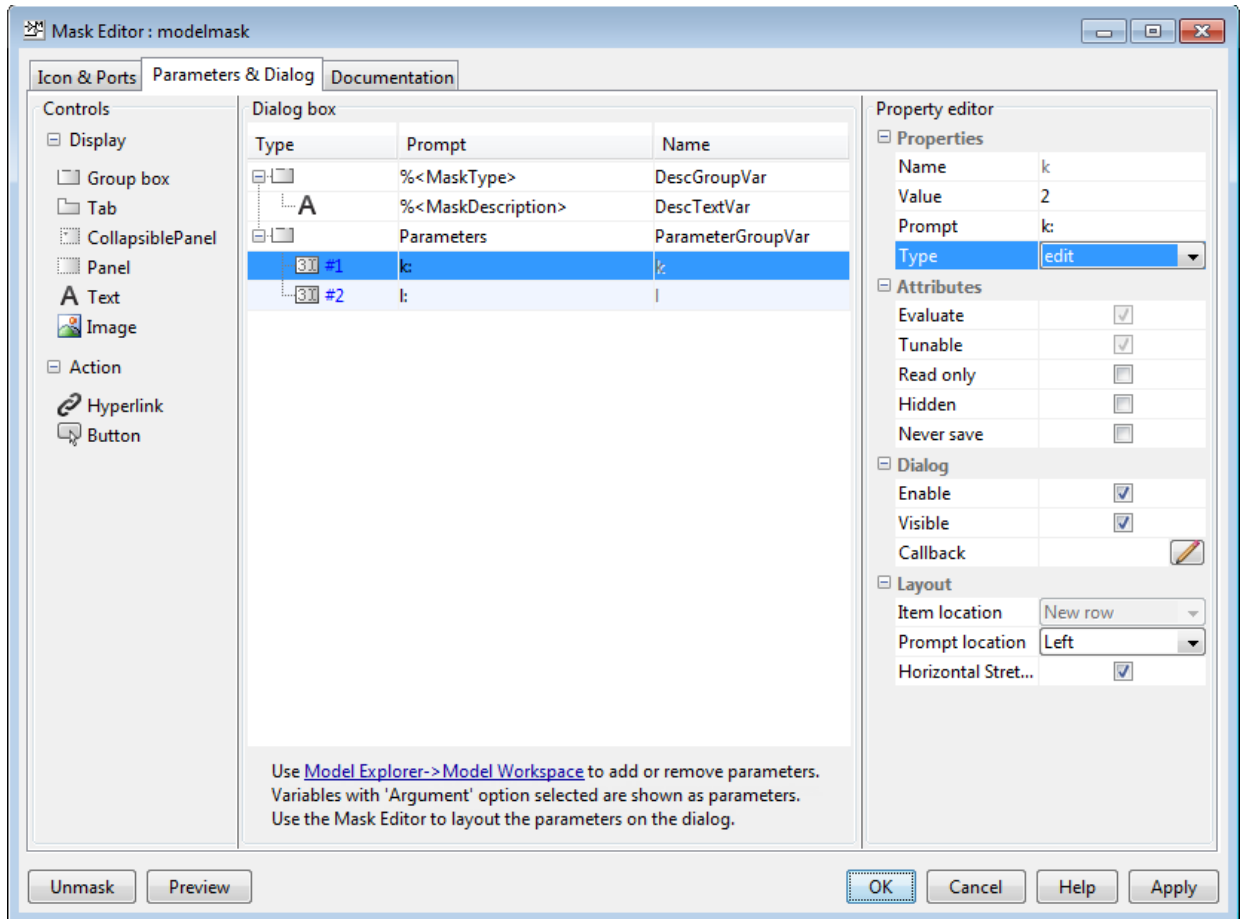 Mask Editor : modelmask
Icon & Ports Parameters & Dialog Documentation
Controls
Display
Group box
Tab
CollapsiblePanel
Panel
A Text
Image
Action
Hyperlink
Button
Dialog box
Type Prompt Name
%<MaskType> DescGroupVar
A %<MaskDescription> DescTextVar
Parameters ParameterGroupVar
#1 k: k
#2 l: l
Use Model Explorer->Model Workspace to add or remove parameters.
Variables with 'Argument' option selected are shown as parameters.
Use the Mask Editor to layout the parameters on the dialog.
Property editor
Properties
Name k
Value 2
Prompt k:
Type edit
Attributes
Evaluate
Tunable
Read only
Hidden
Never save
Dialog
Enable
Visible
Callback
Layout
Item location New row
Prompt location Left
Horizontal Stret...
Unmask Preview OK Cancel Help Apply